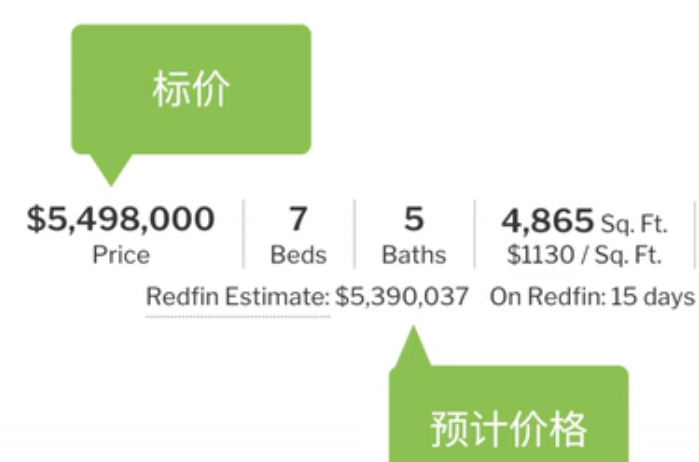 标价
$5,498,000 7 5 4,865 Sq. Ft.
Price Beds Baths $1130 / Sq. Ft.
Redfin Estimate: $5,390,037 On Redfin: 15 days
预计价格